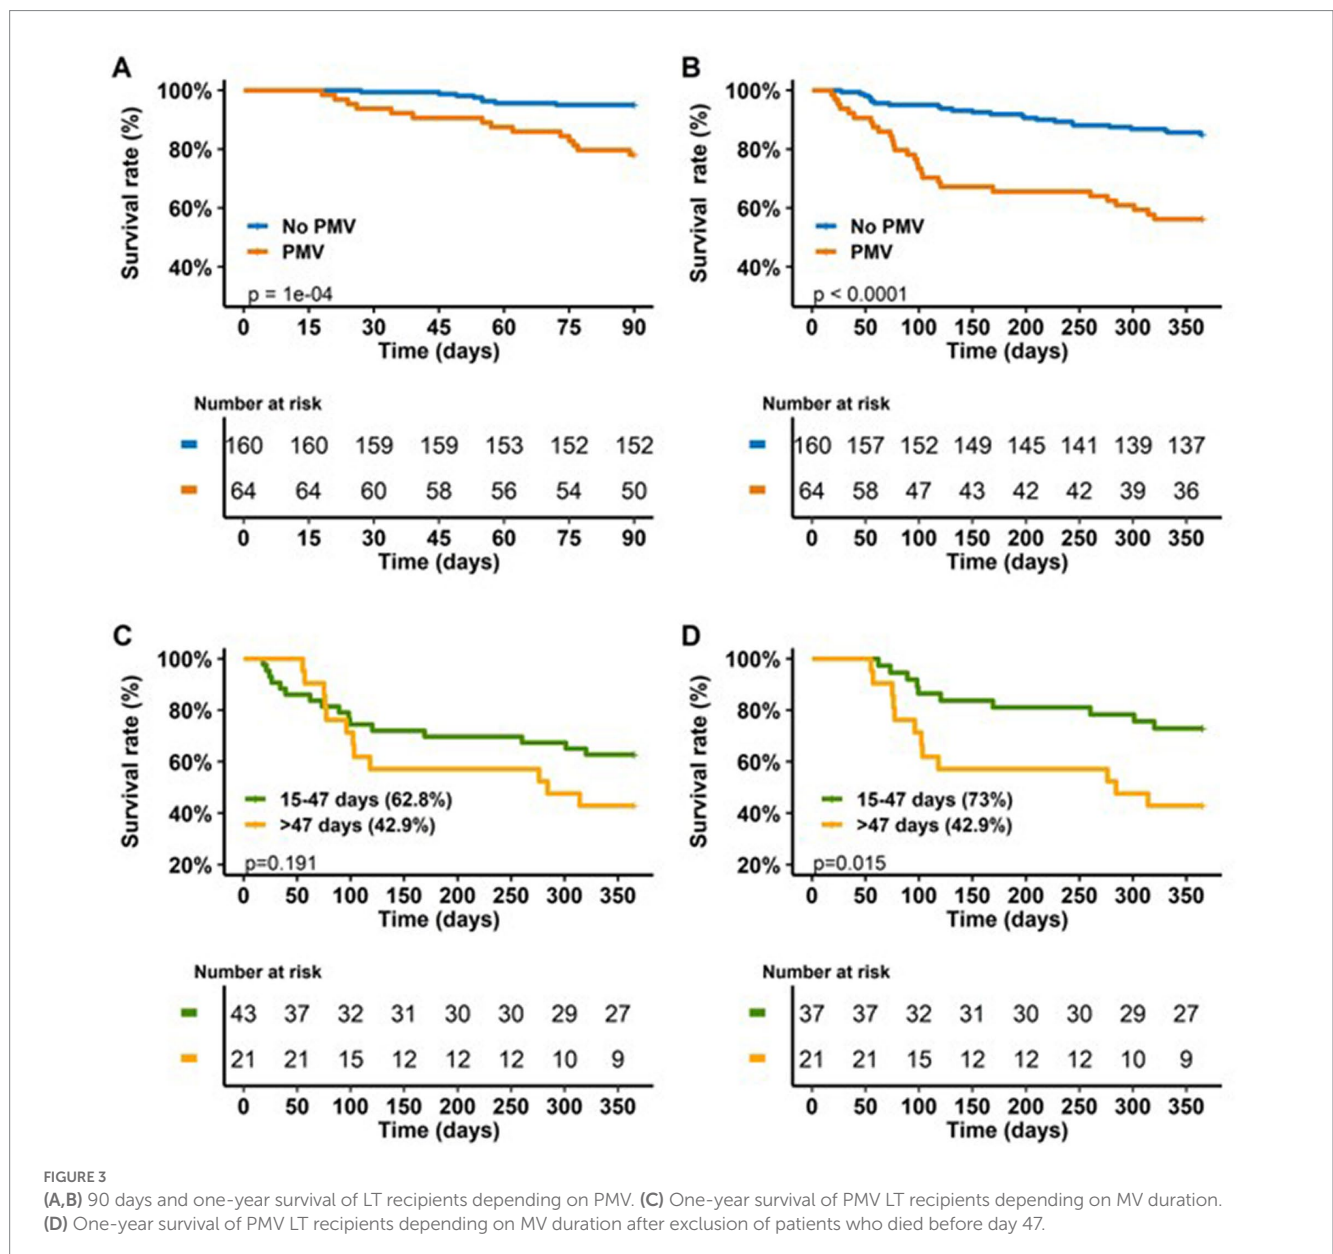 A
100%
80%
60%
40%
Survival rate (%)
No PMV
PMV
p = 1e-04
0 15 30 45 60 75 90
Time (days)
Number at risk
160 160 159 159 153 152 152
64 64 60 58 56 54 50
0 15 30 45 60 75 90
Time (days)
B
100%
80%
60%
40%
Survival rate (%)
No PMV
PMV
p < 0.0001
0 50 100 150 200 250 300 350
Time (days)
Number at risk
160 157 152 149 145 141 139 137
64 58 47 43 42 42 39 36
0 50 100 150 200 250 300 350
Time (days)
C
100%
80%
60%
40%
20%
Survival rate (%)
15-47 days (62.8%)
>47 days (42.9%)
p=0.191
0 50 100 150 200 250 300 350
Time (days)
Number at risk
43 37 32 31 30 30 29 27
21 21 15 12 12 12 10 9
0 50 100 150 200 250 300 350
Time (days)
D
100%
80%
60%
40%
20%
Survival rate (%)
15-47 days (73%)
>47 days (42.9%)
p=0.015
0 50 100 150 200 250 300 350
Time (days)
Number at risk
37 37 32 31 30 30 29 27
21 21 15 12 12 12 10 9
0 50 100 150 200 250 300 350
Time (days)
FIGURE 3
(A,B) 90 days and one-year survival of LT recipients depending on PMV. (C) One-year survival of PMV LT recipients depending on MV duration.
(D) One-year survival of PMV LT recipients depending on MV duration after exclusion of patients who died before day 47.